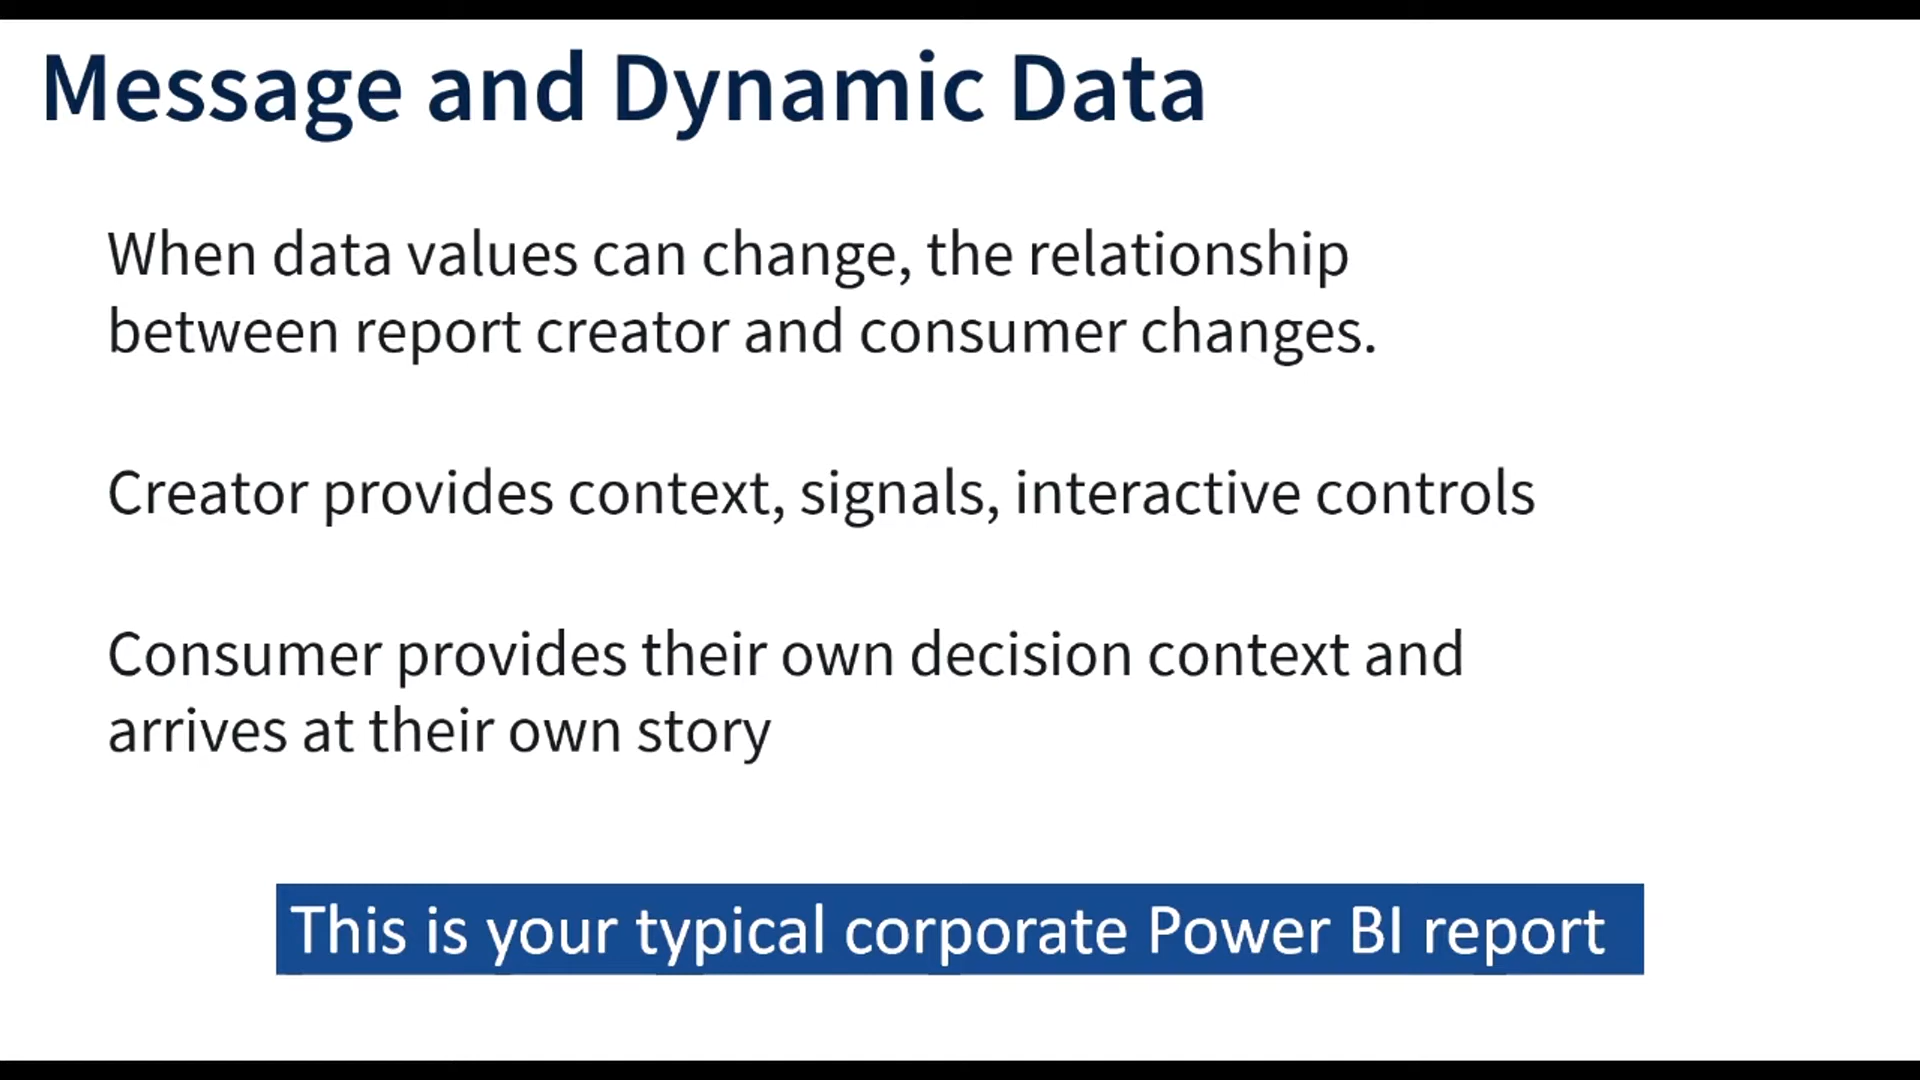 Message and Dynamic Data
When data values can change, the relationship
between report creator and consumer changes.
Creator provides context, signals, interactive controls
Consumer provides their own decision context and
arrives at their own story
This is your typical corporate Power BI report